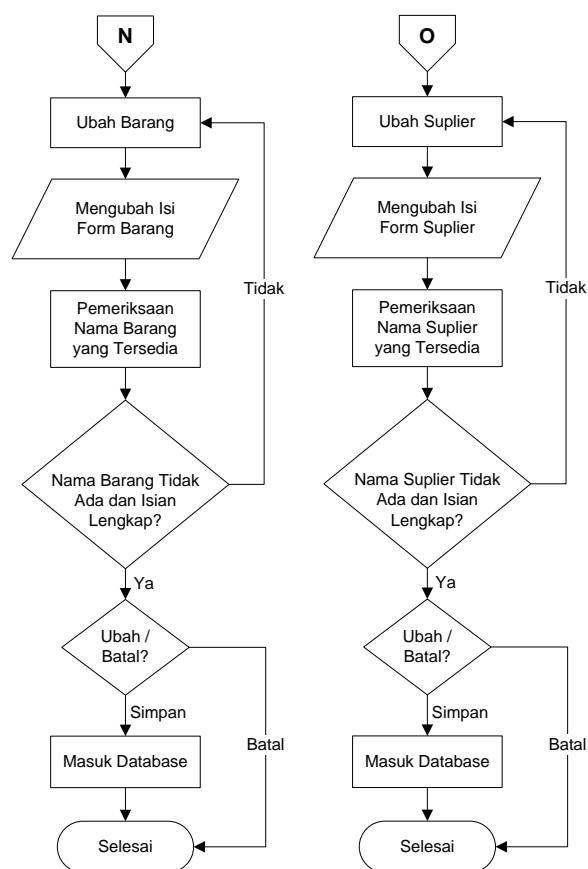 N
Ubah Barang
Mengubah Isi
Form Barang
Tidak
Pemeriksaan
Nama Barang
yang Tersedia
Nama Barang Tidak
Ada dan Isian
Lengkap?
Ya
Ubah /
Batal?
Simpan
Batal
Masuk Database
Selesai
O
Ubah Suplier
Mengubah Isi
Form Suplier
Tidak
Pemeriksaan
Nama Suplier
yang Tersedia
Nama Suplier Tidak
Ada dan Isian
Lengkap?
Ya
Ubah /
Batal?
Simpan
Batal
Masuk Database
Selesai